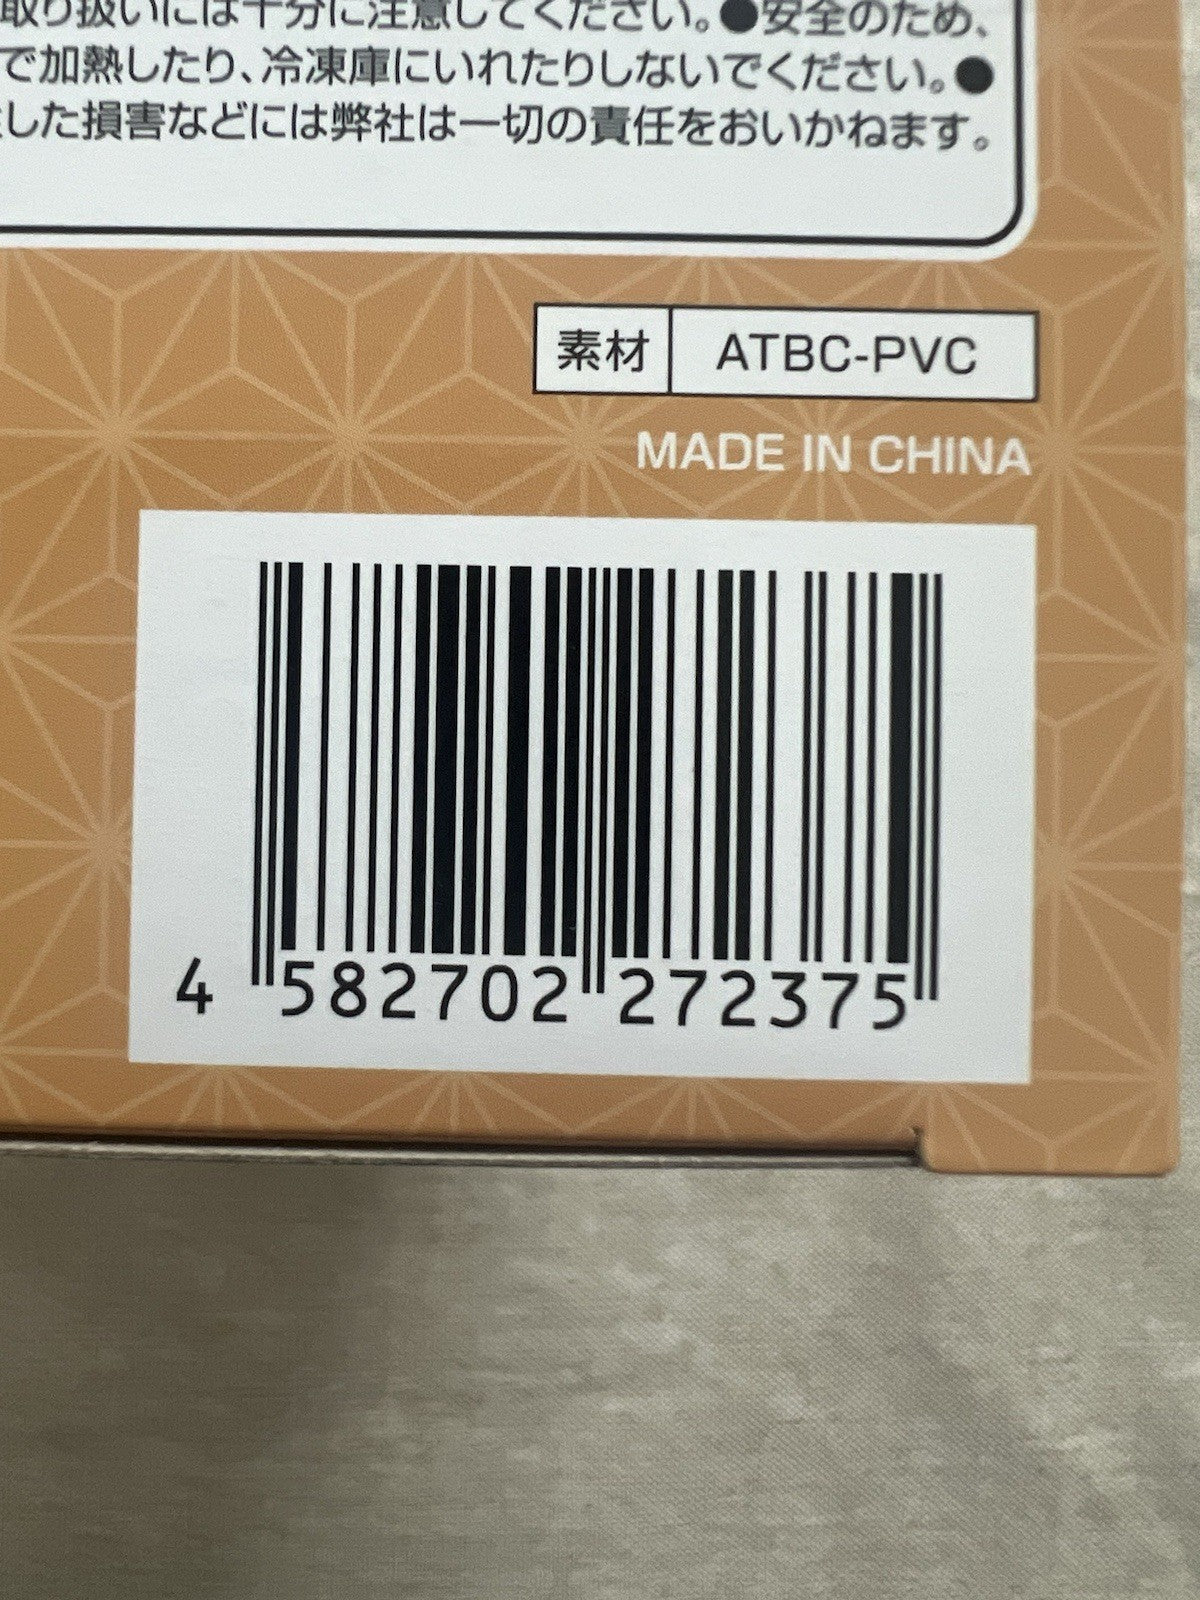 取り扱いには十分に注意してください。●安全のため、
で加熱したり、冷凍庫にいれたりしないでください。●
した損害などには弊社は一切の責任をおいかねます。
素材 ATBC-PVC
MADE IN CHINA
4 582702 272375